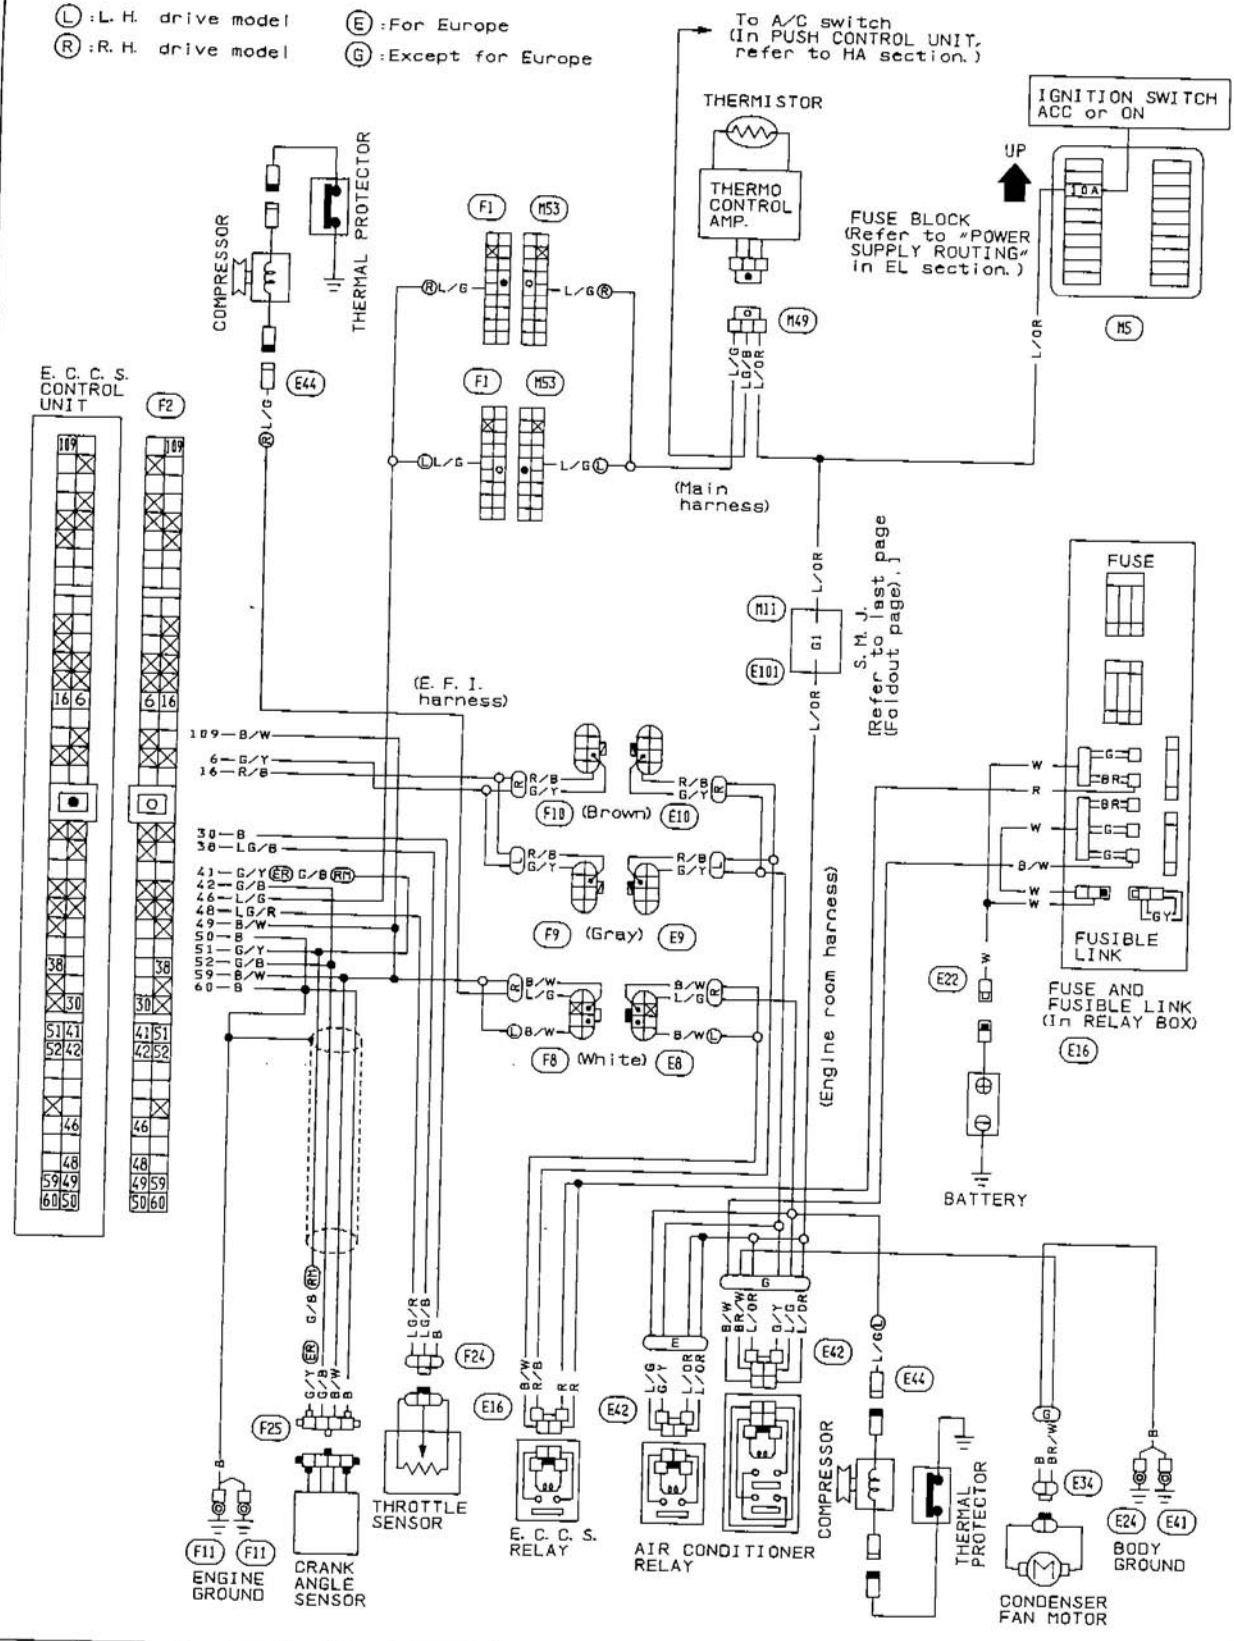 L : L. H. drive model
R : R. H. drive model
E : For Europe
G : Except for Europe
To A/C switch
(In PUSH CONTROL UNIT,
refer to HA section.)
THERMISTOR
IGNITION SWITCH
ACC or ON
UP
10A
THERMO
CONTROL
AMP.
FUSE BLOCK
(Refer to "POWER
SUPPLY ROUTING"
in EL section.)
M5
L/OR
COMPRESSOR
THERMAL PROTECTOR
F1
M53
R L/G
L/G R
M49
L/G
LG/B
L/OR
F1
M53
L L/G
L/G L
E44
R L/G
(Main
harness)
E. C. C. S.
CONTROL
UNIT
F2
109
109
16 6
6 16
38
38
30
30
51 41
41 51
52 42
42 52
46
46
48
48
59 49
49 59
60 50
50 60
L/OR
M11
G1
E101
L/OR
S. M. J.
[Refer to last page
(Foldout page).]
FUSE
(E. F. I.
harness)
109 B/W
6 G/Y
16 R/B
30 B
38 LG/B
41 G/Y ER G/B RM
42 G/B
46 L/G
48 LG/R
49 B/W
50 B
51 G/Y
52 G/B
59 B/W
60 B
R R/B
G/Y
R/B
G/Y R
F10 (Brown) E10
L R/B
G/Y
R/B
G/Y L
F9 (Gray) E9
R B/W
L/G
B/W
L/G R
L B/W
B/W L
F8 (White) E8
(Engine room harness)
W
R
W
B/W
W
W
G
BR
BR
G
G
GY
FUSIBLE
LINK
W
E22
FUSE AND
FUSIBLE LINK
(In RELAY BOX)
E16
BATTERY
G/B RM
G/Y ER
G/B
B/W
B
F25
B
F11 F11
ENGINE
GROUND
CRANK
ANGLE
SENSOR
LG/R
LG/B
B
F24
THROTTLE
SENSOR
B/W
R/B
R
R
E16
E. C. C. S.
RELAY
E
L/G
G/Y
L/OR
L/OR
E42
G
B/W
BR/W
L/OR
G/Y
L/G
L/OR
E42
AIR CONDITIONER
RELAY
L/G L
E44
COMPRESSOR
THERMAL
PROTECTOR
G
B
BR/W
E34
M
CONDENSER
FAN MOTOR
B
E24 E41
BODY
GROUND